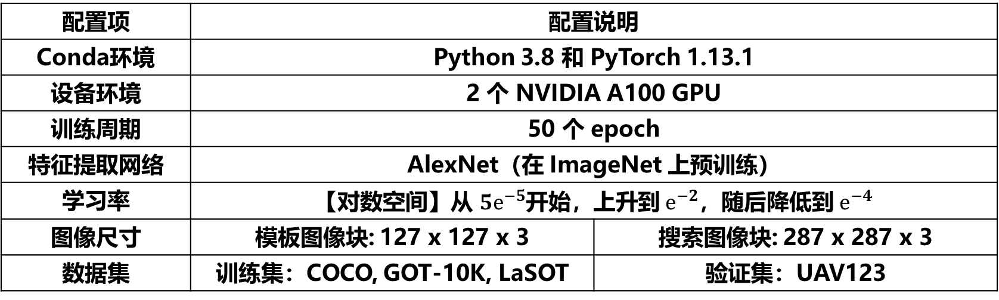 配置项 配置说明
Conda环境 Python 3.8 和 PyTorch 1.13.1
设备环境 2 个 NVIDIA A100 GPU
训练周期 50 个 epoch
特征提取网络 AlexNet（在 ImageNet 上预训练）
学习率 【对数空间】从 5e⁻⁵开始，上升到 e⁻²，随后降低到 e⁻⁴
图像尺寸 模板图像块: 127 x 127 x 3 搜索图像块: 287 x 287 x 3
数据集 训练集：COCO, GOT-10K, LaSOT 验证集：UAV123